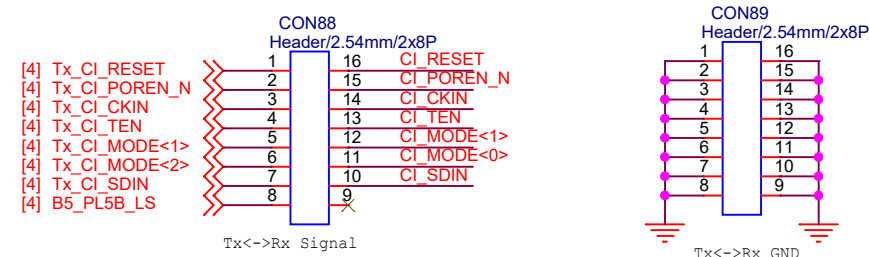 CON88
Header/2.54mm/2x8P
[4] Tx_CI_RESET 1 16 CI_RESET
[4] Tx_CI_POREN_N 2 15 CI_POREN_N
[4] Tx_CI_CKIN 3 14 CI_CKIN
[4] Tx_CI_TEN 4 13 CI_TEN
[4] Tx_CI_MODE<1> 5 12 CI_MODE<1>
[4] Tx_CI_MODE<2> 6 11 CI_MODE<0>
[4] Tx_CI_SDIN 7 10 CI_SDIN
[4] B5_PL5B_LS 8 9
Tx<->Rx Signal
CON89
Header/2.54mm/2x8P
1 16
2 15
3 14
4 13
5 12
6 11
7 10
8 9
Tx<->Rx GND